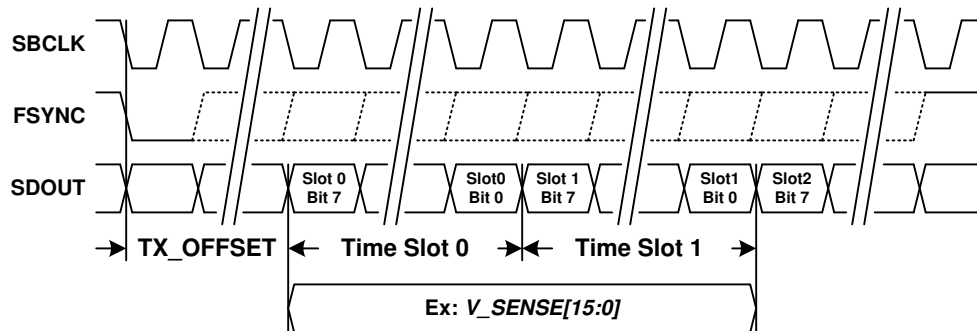 SBCLK
FSYNC
SDOUT
Slot 0
Bit 7
Slot0
Bit 0
Slot 1
Bit 7
Slot1
Bit 0
Slot2
Bit 7
TX_OFFSET
Time Slot 0
Time Slot 1
Ex: V_SENSE[15:0]